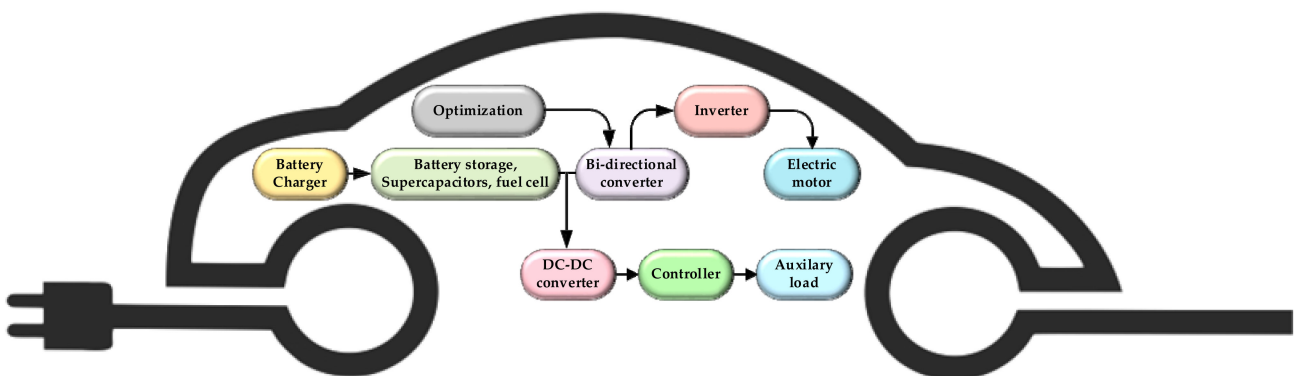 Optimization
Inverter
Battery
Charger
Battery storage,
Supercapacitors, fuel cell
Bi-directional
converter
Electric
motor
DC-DC
converter
Controller
Auxilary
load